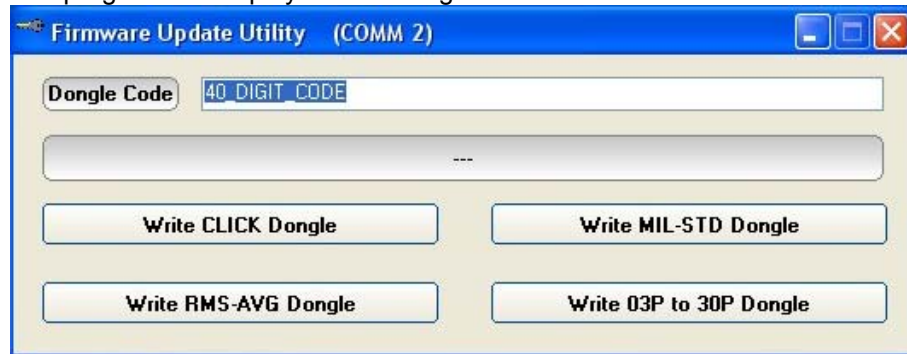 Firmware Update Utility (COMM 2)
Dongle Code 40_DIGIT_CODE
---
Write CLICK Dongle Write MIL-STD Dongle
Write RMS-AVG Dongle Write 03P to 30P Dongle